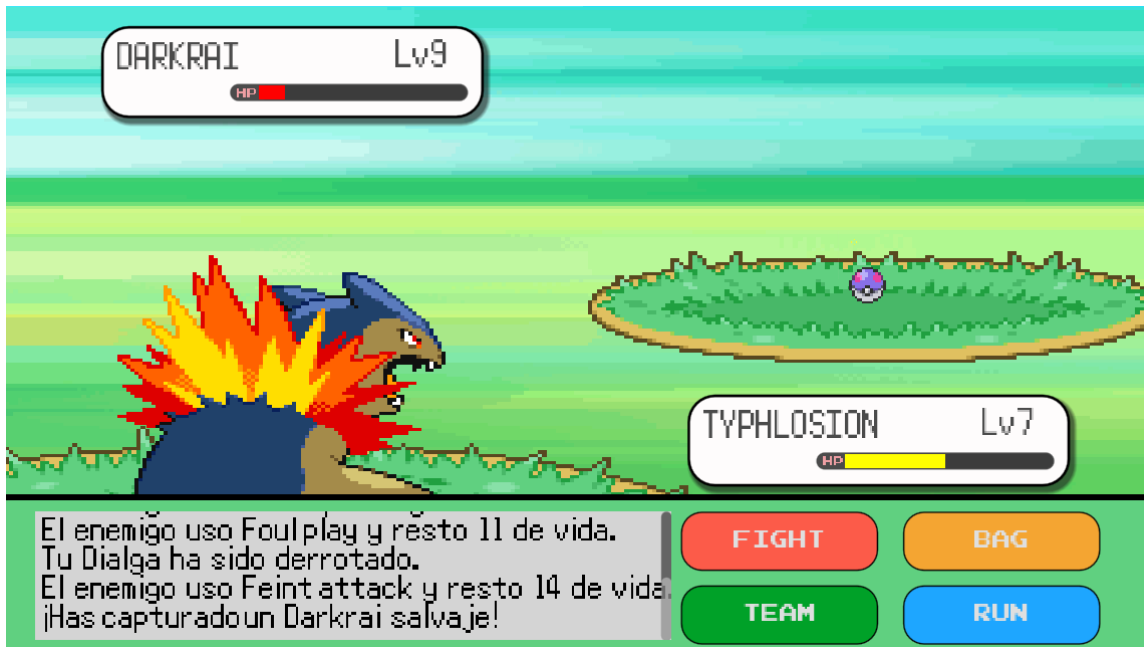 DARKRAI Lv9
HP
TYPHLOSION Lv7
HP
El enemigo uso Foul play y resto 11 de vida.
Tu Dialga ha sido derrotado.
El enemigo uso Feint attack y resto 14 de vida.
¡Has capturado un Darkrai salvaje!
FIGHT
BAG
TEAM
RUN